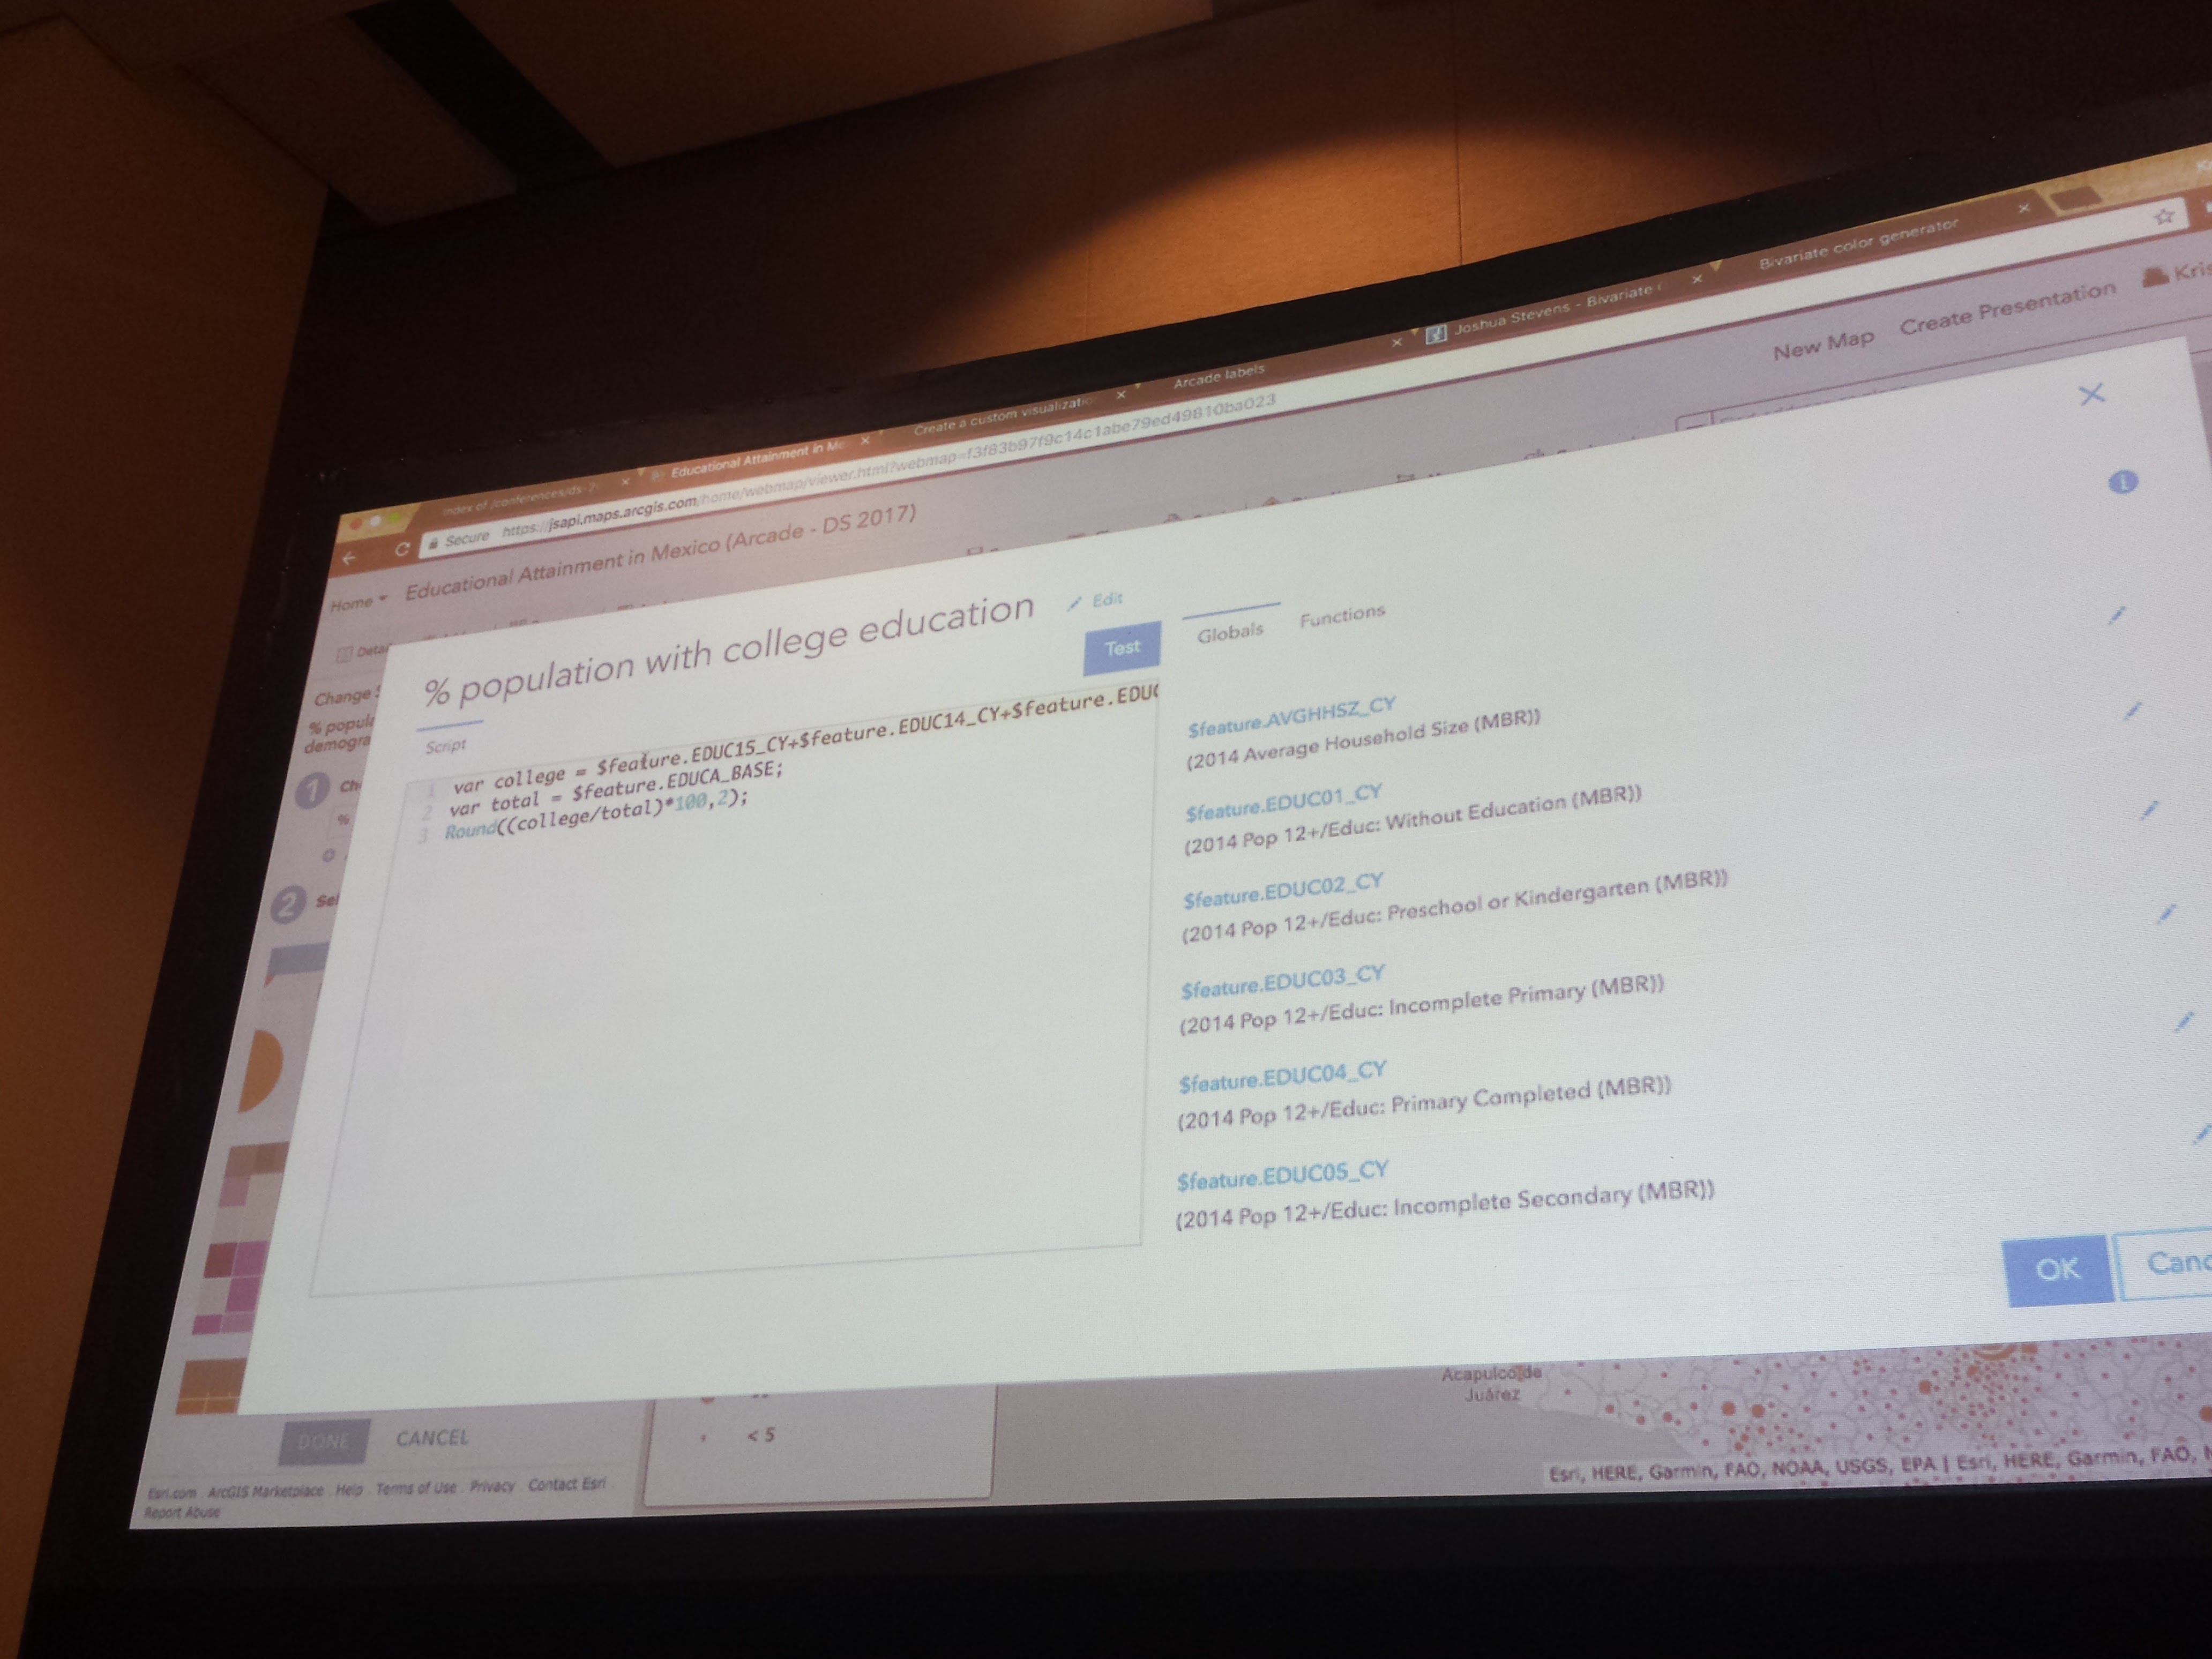 Index of /conferences/ds-2
Educational Attainment in Me
Create a custom visualizati
Arcade labels
Joshua Stevens - Bivariate
Bivariate color generator
Secure https://jsapi.maps.arcgis.com/home/webmap/viewer.html?webmap=f3f83b97f9c14c1abe79ed49810ba023
Home Educational Attainment in Mexico (Arcade - DS 2017)
New Map Create Presentation Kris
Detai
Change S
% popula
demogra
1 Ch
%
2 Sel
% population with college education
Edit
Test
Script
1 var college = $feature.EDUC15_CY+$feature.EDUC14_CY+$feature.EDUC
2 var total = $feature.EDUCA_BASE;
3 Round((college/total)*100,2);
Globals Functions
$feature.AVGHHSZ_CY
(2014 Average Household Size (MBR))
$feature.EDUC01_CY
(2014 Pop 12+/Educ: Without Education (MBR))
$feature.EDUC02_CY
(2014 Pop 12+/Educ: Preschool or Kindergarten (MBR))
$feature.EDUC03_CY
(2014 Pop 12+/Educ: Incomplete Primary (MBR))
$feature.EDUC04_CY
(2014 Pop 12+/Educ: Primary Completed (MBR))
$feature.EDUC05_CY
(2014 Pop 12+/Educ: Incomplete Secondary (MBR))
OK Canc
DONE CANCEL
< 5
Acapulco de
Juárez
Esri, HERE, Garmin, FAO, NOAA, USGS, EPA | Esri, HERE, Garmin, FAO, N
Esri.com . ArcGIS Marketplace . Help . Terms of Use . Privacy . Contact Esri .
Report Abuse